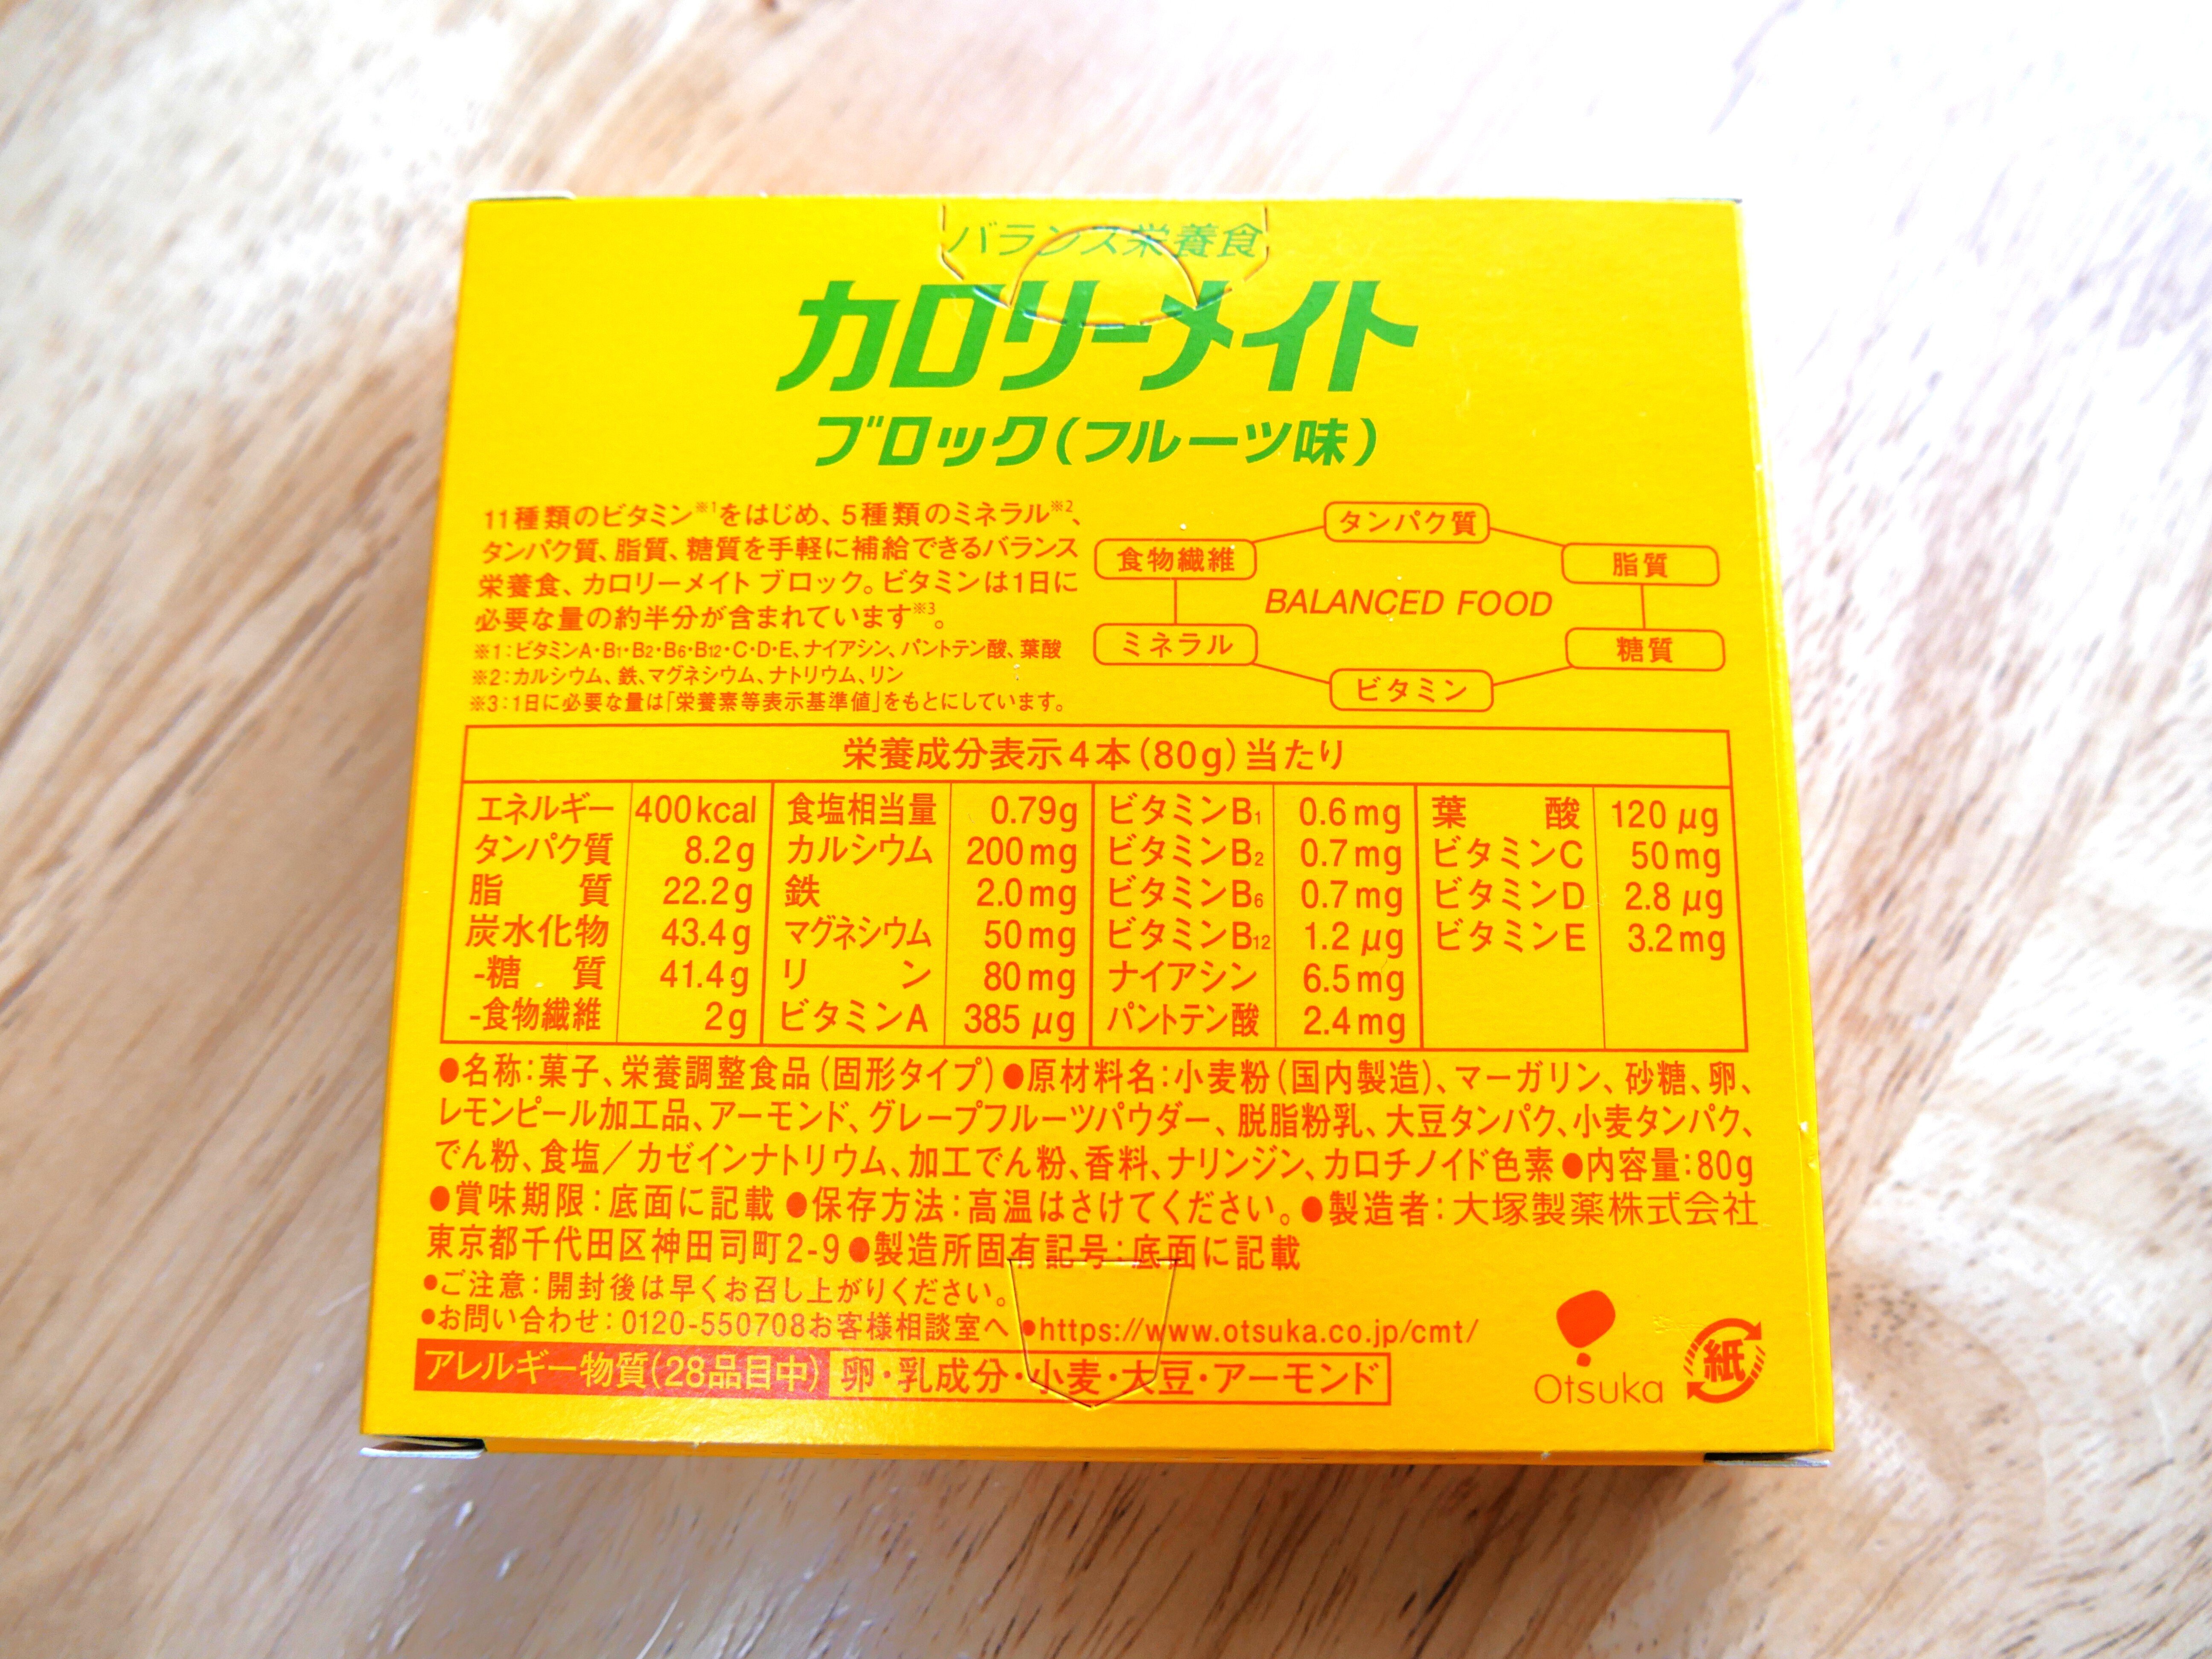 バランス栄養食
カロリーメイト
ブロック(フルーツ味)
11種類のビタミン※1をはじめ、5種類のミネラル※2、
タンパク質、脂質、糖質を手軽に補給できるバランス
栄養食、カロリーメイト ブロック。ビタミンは1日に
必要な量の約半分が含まれています※3。
※1:ビタミンA・B1・B2・B6・B12・C・D・E、ナイアシン、パントテン酸、葉酸
※2:カルシウム、鉄、マグネシウム、ナトリウム、リン
※3:1日に必要な量は「栄養素等表示基準値」をもとにしています。
タンパク質
食物繊維
脂質
BALANCED FOOD
ミネラル
糖質
ビタミン
栄養成分表示4本(80g)当たり
エネルギー 400kcal 食塩相当量 0.79g ビタミンB1 0.6mg 葉酸 120μg
タンパク質 8.2g カルシウム 200mg ビタミンB2 0.7mg ビタミンC 50mg
脂質 22.2g 鉄 2.0mg ビタミンB6 0.7mg ビタミンD 2.8μg
炭水化物 43.4g マグネシウム 50mg ビタミンB12 1.2μg ビタミンE 3.2mg
-糖質 41.4g リン 80mg ナイアシン 6.5mg
-食物繊維 2g ビタミンA 385μg パントテン酸 2.4mg
●名称:菓子、栄養調整食品(固形タイプ)●原材料名:小麦粉(国内製造)、マーガリン、砂糖、卵、
レモンピール加工品、アーモンド、グレープフルーツパウダー、脱脂粉乳、大豆タンパク、小麦タンパク、
でん粉、食塩/カゼインナトリウム、加工でん粉、香料、ナリンジン、カロチノイド色素●内容量:80g
●賞味期限:底面に記載●保存方法:高温はさけてください。●製造者:大塚製薬株式会社
東京都千代田区神田司町2-9●製造所固有記号:底面に記載
●ご注意:開封後は早くお召し上がりください。
●お問い合わせ:0120-550708お客様相談室へ●https://www.otsuka.co.jp/cmt/
アレルギー物質(28品目中) 卵・乳成分・小麦・大豆・アーモンド
Otsuka
紙